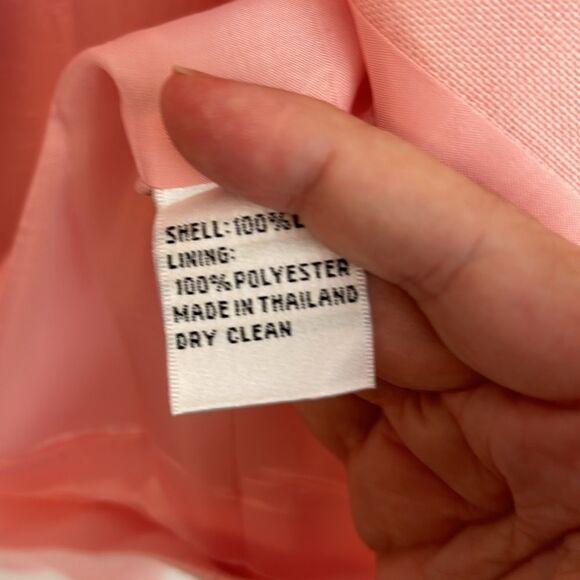 SHELL: 100% L
LINING:
100% POLYESTER
MADE IN THAILAND
DRY CLEAN